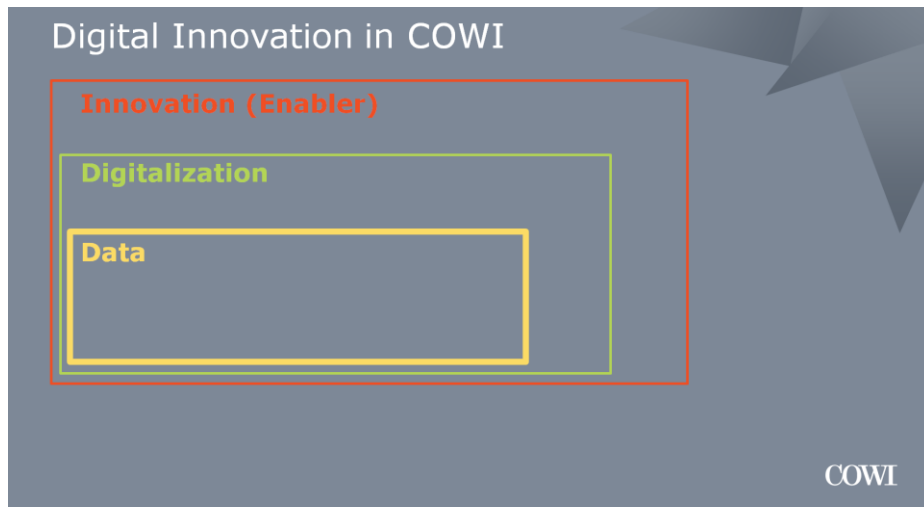 Digital Innovation in COWI
Innovation (Enabler)
Digitalization
Data
COWI